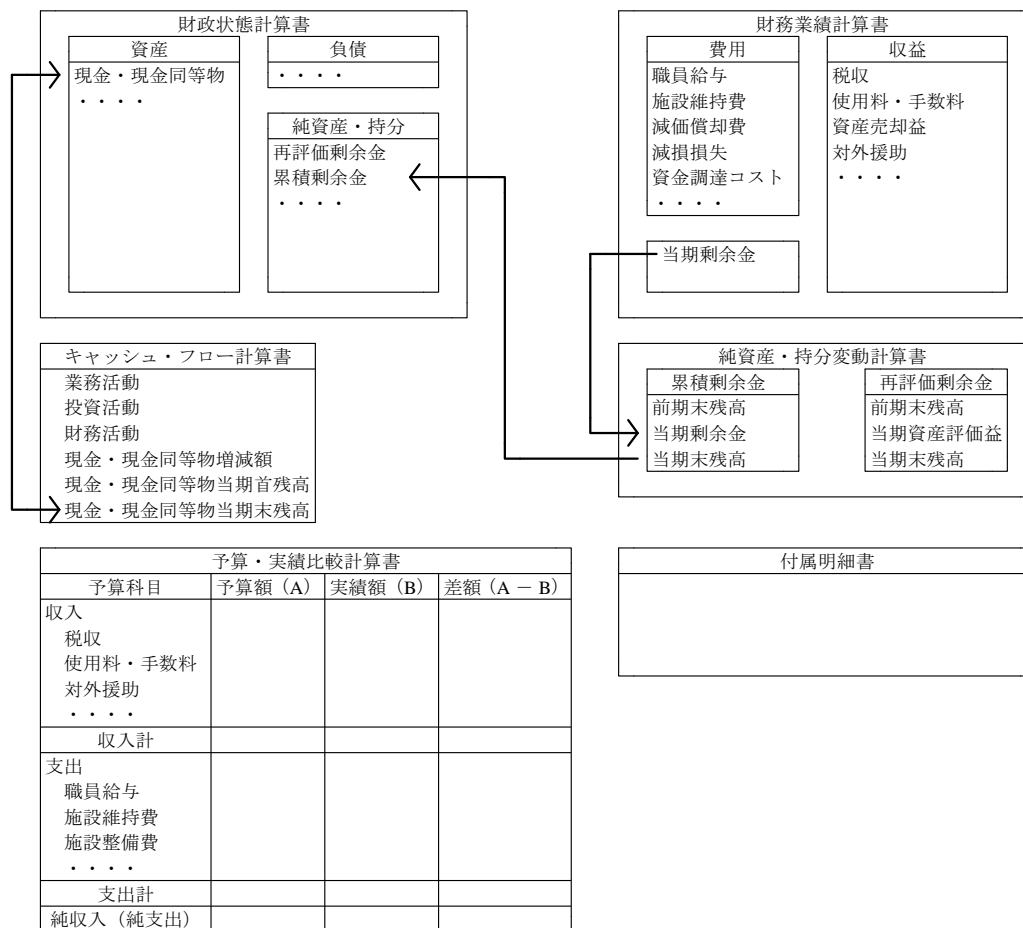 財政状態計算書
資産
現金・現金同等物
・・・・
負債
・・・・
純資産・持分
再評価剰余金
累積剰余金
・・・・
財務業績計算書
費用
職員給与
施設維持費
減価償却費
減損損失
資金調達コスト
・・・・
当期剰余金
収益
税収
使用料・手数料
資産売却益
対外援助
・・・・
キャッシュ・フロー計算書
業務活動
投資活動
財務活動
現金・現金同等物増減額
現金・現金同等物当期首残高
現金・現金同等物当期末残高
純資産・持分変動計算書
累積剰余金
前期末残高
当期剰余金
当期末残高
再評価剰余金
前期末残高
当期資産評価益
当期末残高
予算・実績比較計算書
予算科目 予算額（A） 実績額（B） 差額（A － B）
収入
税収
使用料・手数料
対外援助
・・・・
収入計
支出
職員給与
施設維持費
施設整備費
・・・・
支出計
純収入（純支出）
付属明細書